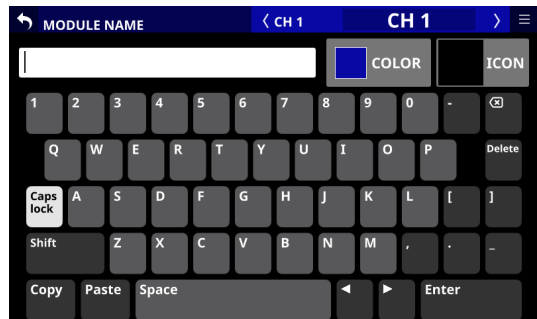 MODULE NAME CH 1 CH 1
COLOR ICON
1 2 3 4 5 6 7 8 9 0 -
Q W E R T Y U I O P Delete
Caps lock A S D F G H J K L [ ]
Shift Z X C V B N M , . _
Copy Paste Space Enter